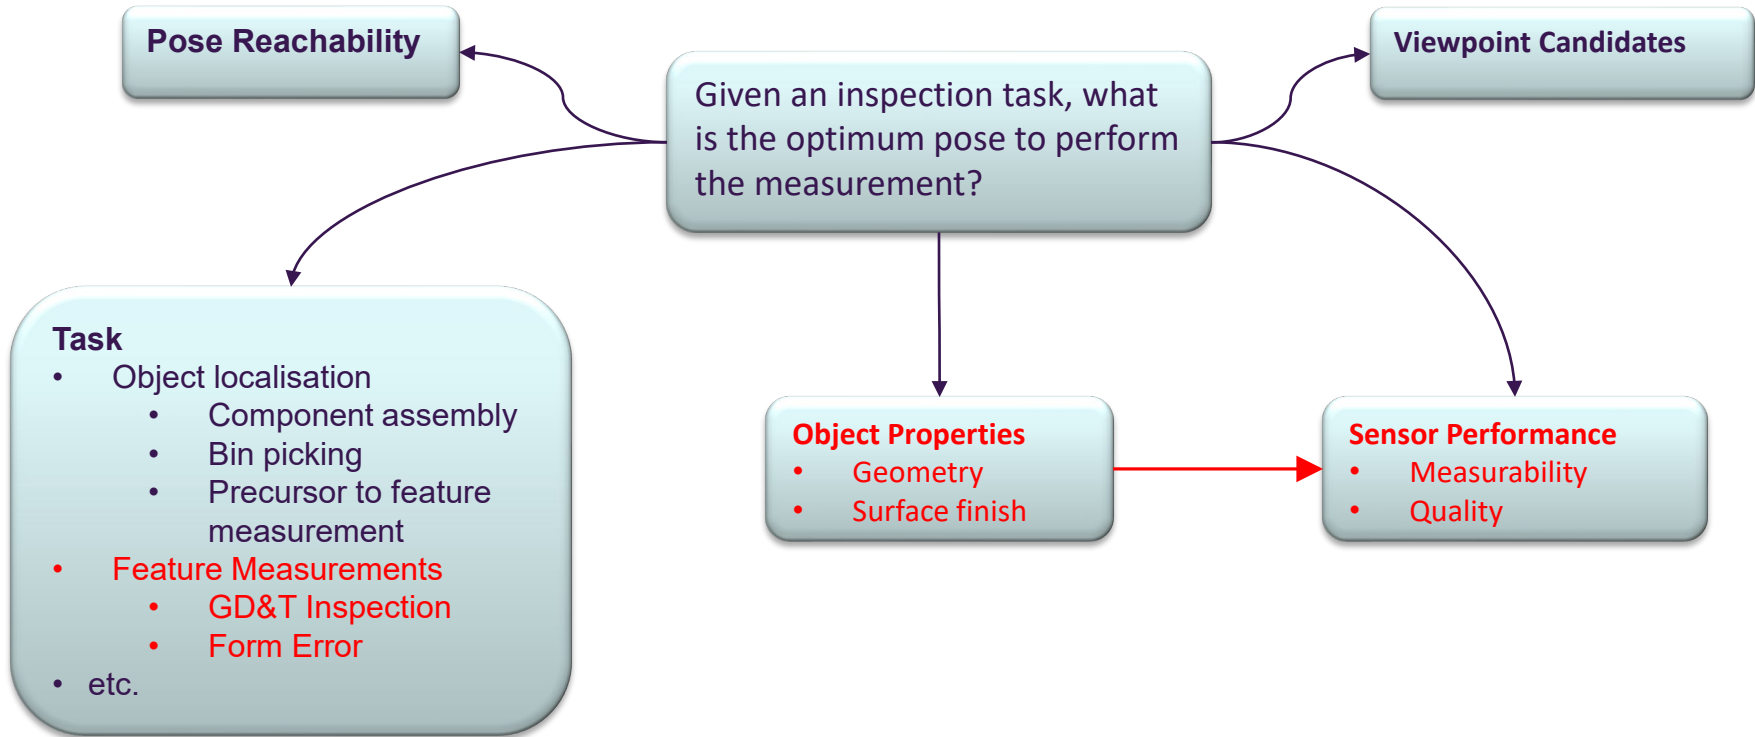 Pose Reachability
Viewpoint Candidates
Given an inspection task, what
is the optimum pose to perform
the measurement?
Task
• Object localisation
• Component assembly
• Bin picking
• Precursor to feature
measurement
• Feature Measurements
• GD&T Inspection
• Form Error
• etc.
Object Properties
• Geometry
• Surface finish
Sensor Performance
• Measurability
• Quality